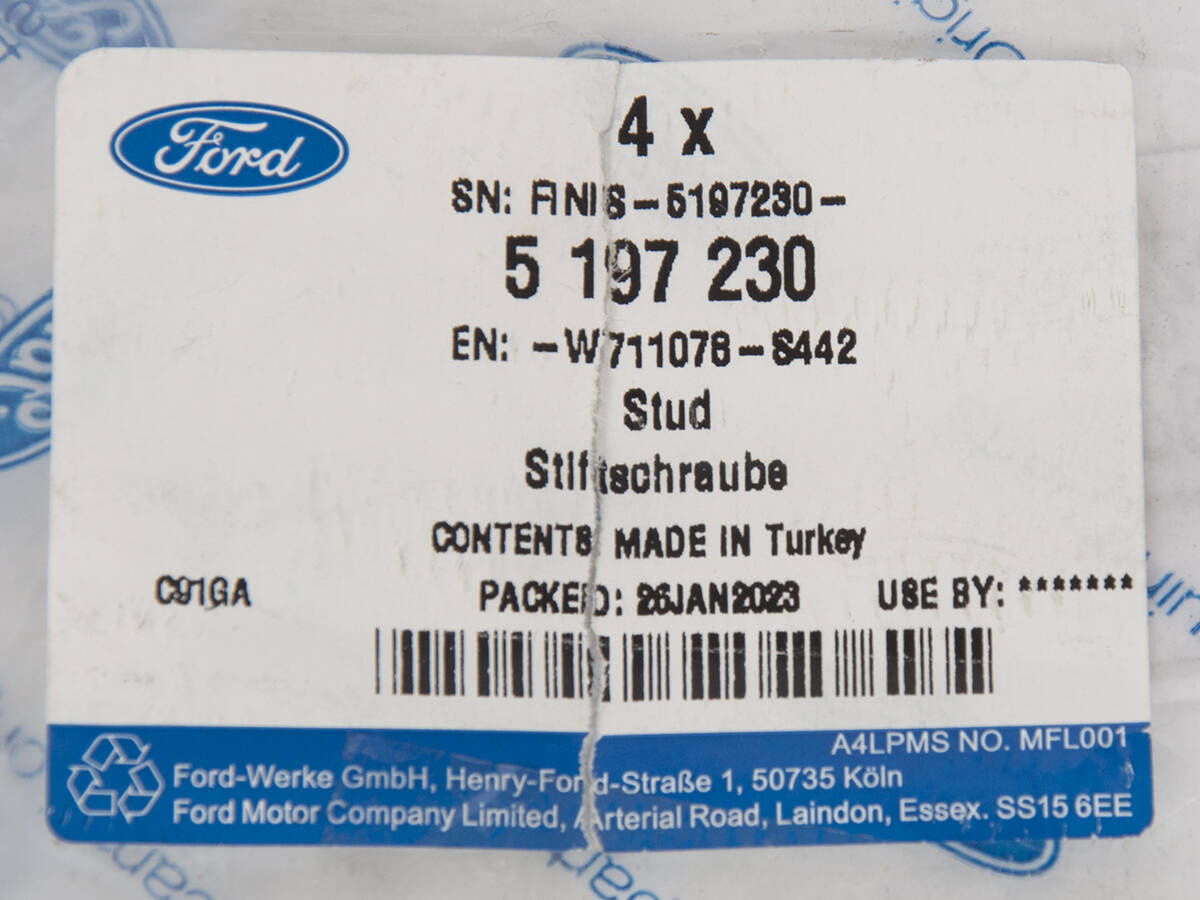 Ford
4 x
SN: FINIS-5197230-
5 197 230
EN: -W711076-S442
Stud
Stiftschraube
CONTENTS MADE IN Turkey
C91GA PACKED: 26JAN2023 USE BY: *******
A4LPMS NO. MFL001
Ford-Werke GmbH, Henry-Ford-Straße 1, 50735 Köln
Ford Motor Company Limited, Arterial Road, Laindon, Essex. SS15 6EE